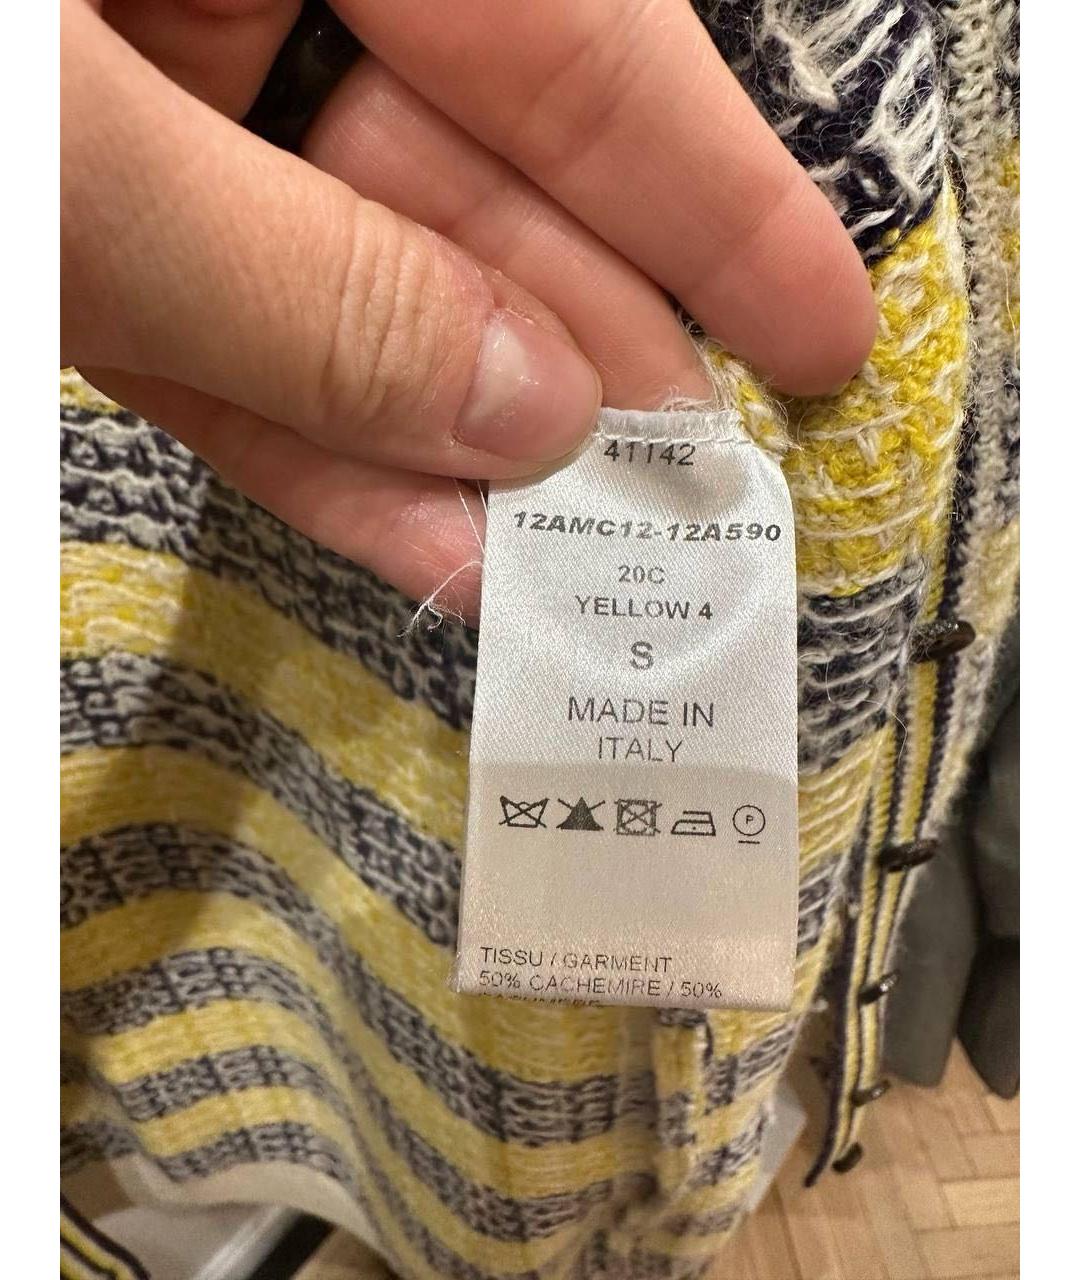 41142
12AMC12-12A590
20C
YELLOW 4
S
MADE IN
ITALY
P
TISSU / GARMENT
50% CACHEMIRE / 50%